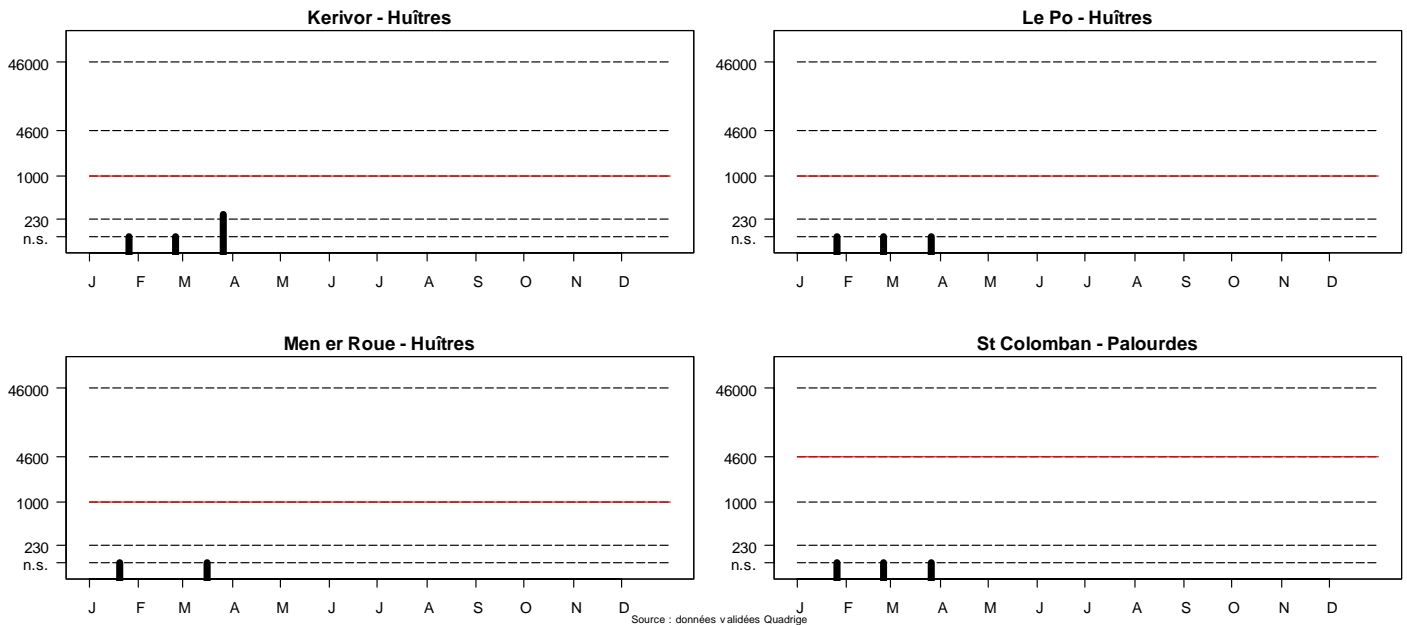 Kerivor - Huîtres
46000
4600
1000
230
n.s.
J F M A M J J A S O N D
Le Po - Huîtres
46000
4600
1000
230
n.s.
J F M A M J J A S O N D
Men er Roue - Huîtres
46000
4600
1000
230
n.s.
J F M A M J J A S O N D
St Colomban - Palourdes
46000
4600
1000
230
n.s.
J F M A M J J A S O N D
Source : données validées Quadrige